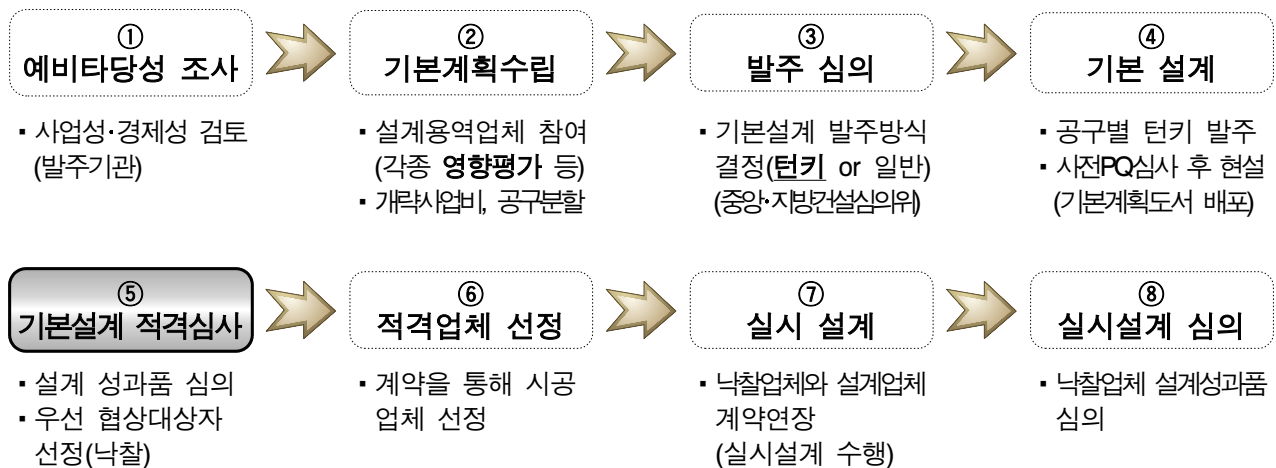 ①
예비타당성 조사
▪ 사업성·경제성 검토
(발주기관)
②
기본계획수립
▪ 설계용역업체 참여
(각종 영향평가 등)
▪ 개략사업비, 공구분할
③
발주 심의
▪ 기본설계 발주방식
결정(턴키 or 일반)
(중앙·지방건설심의위)
④
기본 설계
▪ 공구별 턴키 발주
▪ 사전PQ심사 후 현설
(기본계획도서 배포)
⑤
기본설계 적격심사
▪ 설계 성과품 심의
▪ 우선 협상대상자
선정(낙찰)
⑥
적격업체 선정
▪ 계약을 통해 시공
업체 선정
⑦
실시 설계
▪ 낙찰업체와 설계업체
계약연장
(실시설계 수행)
⑧
실시설계 심의
▪ 낙찰업체 설계성과품
심의